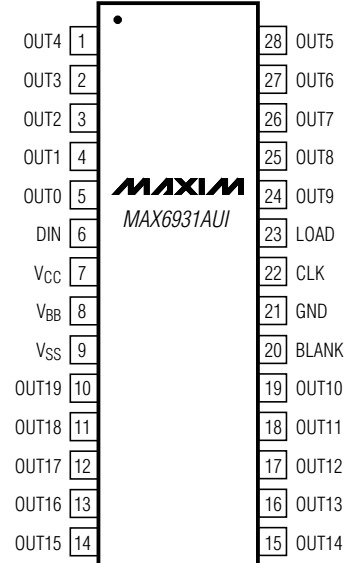 OUT4 1 28 OUT5
OUT3 2 27 OUT6
OUT2 3 26 OUT7
OUT1 4 25 OUT8
OUT0 5 MAXIM 24 OUT9
DIN 6 MAX6931AUI 23 LOAD
VCC 7 22 CLK
VBB 8 21 GND
VSS 9 20 BLANK
OUT19 10 19 OUT10
OUT18 11 18 OUT11
OUT17 12 17 OUT12
OUT16 13 16 OUT13
OUT15 14 15 OUT14